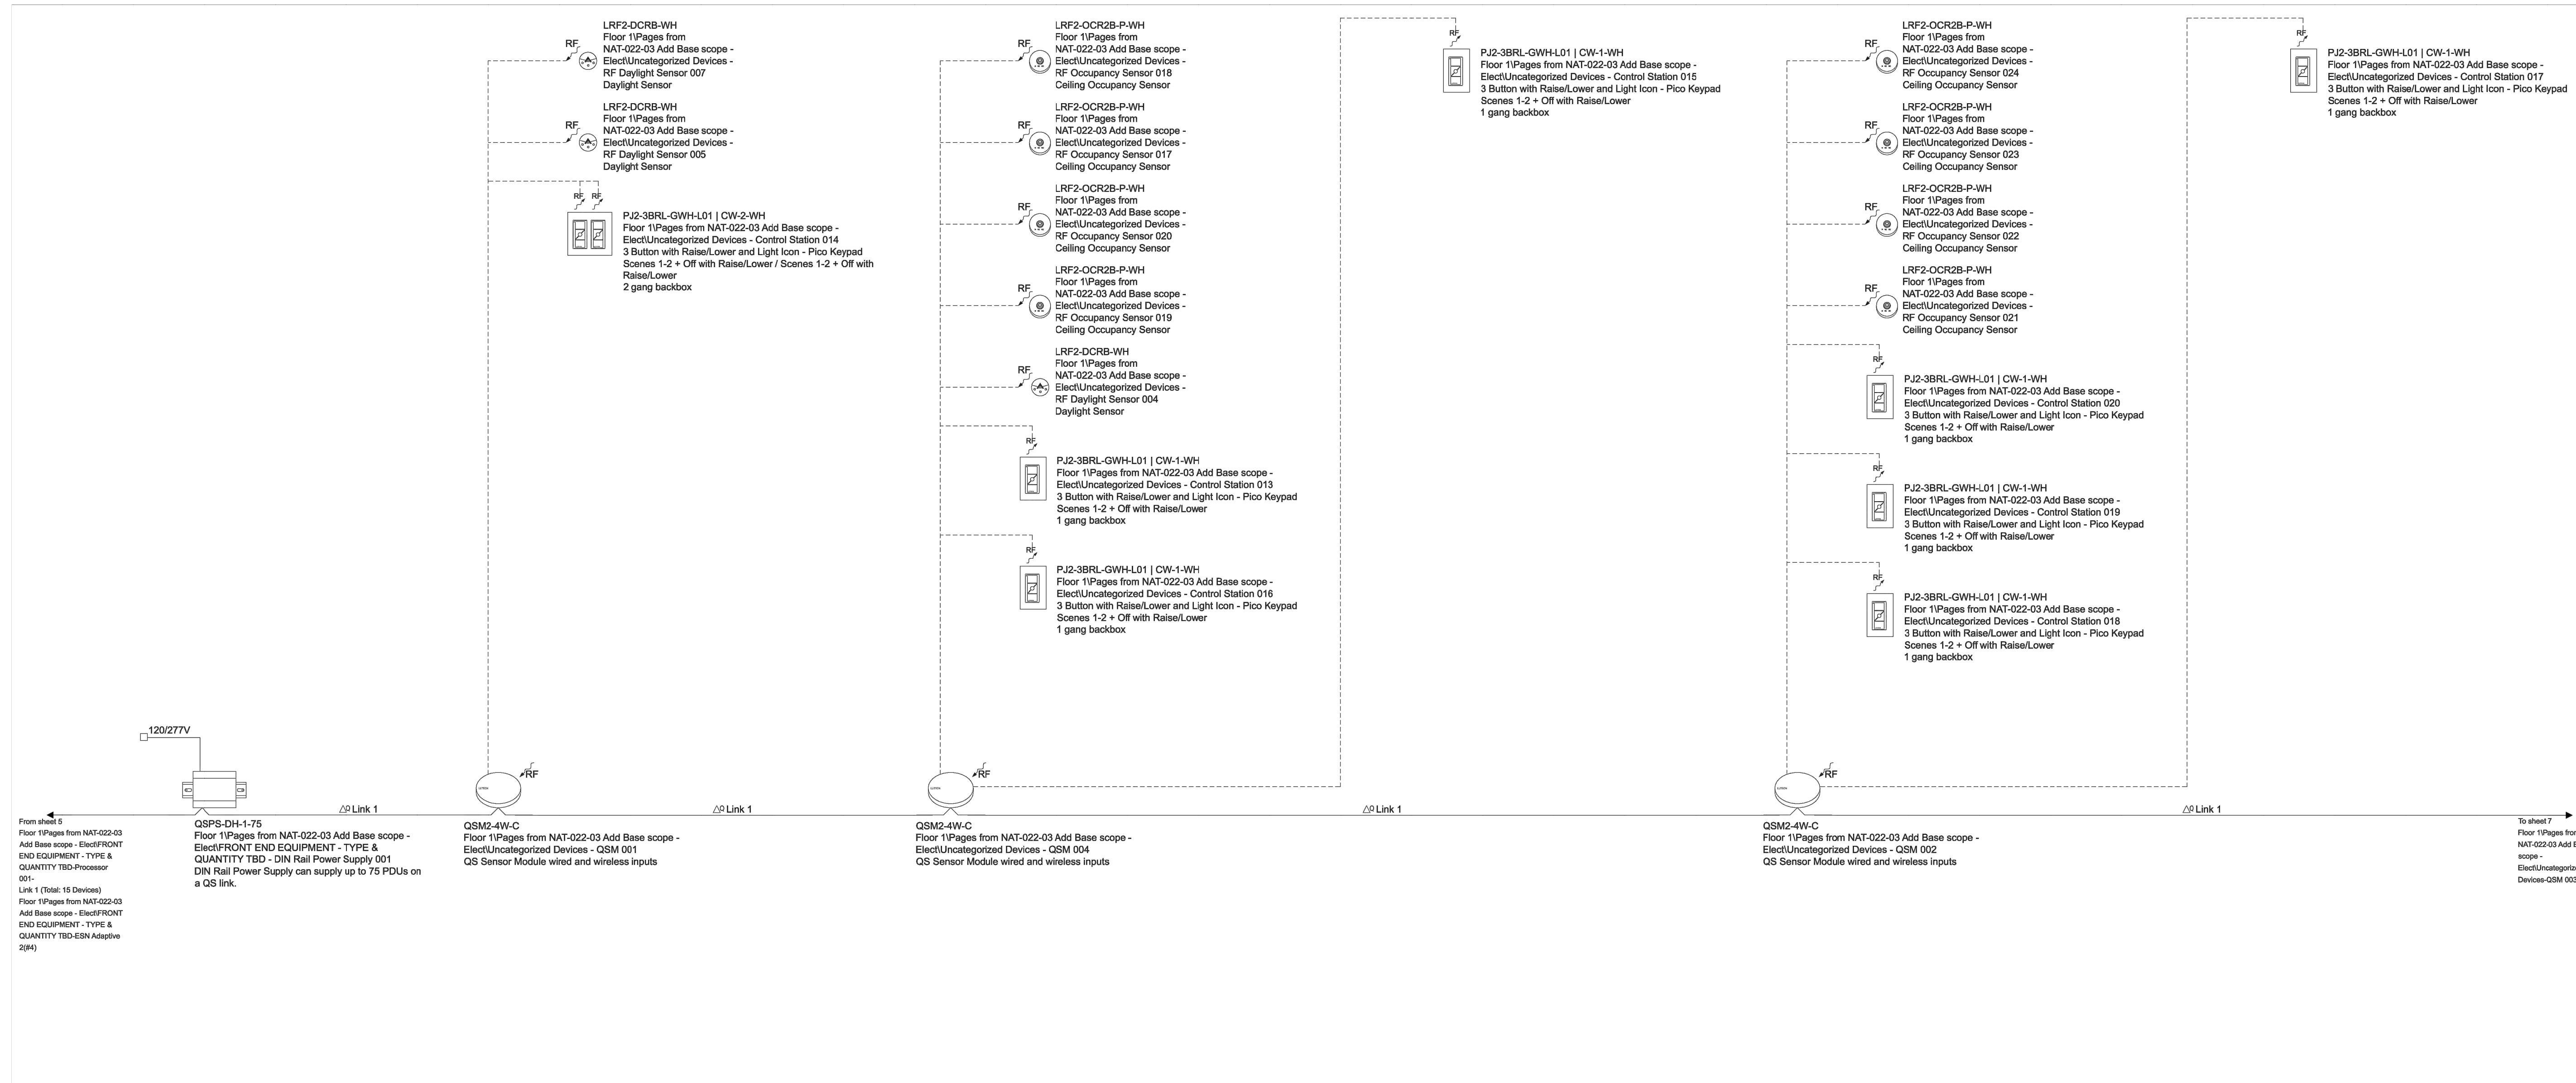 LRF2-DCRB-WH
Floor 1\Pages from
NAT-022-03 Add Base scope -
Elect\Uncategorized Devices -
RF Daylight Sensor 007
Daylight Sensor
RF
LRF2-DCRB-WH
Floor 1\Pages from
NAT-022-03 Add Base scope -
Elect\Uncategorized Devices -
RF Daylight Sensor 005
Daylight Sensor
RF
RF RF
PJ2-3BRL-GWH-L01 | CW-2-WH
Floor 1\Pages from NAT-022-03 Add Base scope -
Elect\Uncategorized Devices - Control Station 014
3 Button with Raise/Lower and Light Icon - Pico Keypad
Scenes 1-2 + Off with Raise/Lower / Scenes 1-2 + Off with
Raise/Lower
2 gang backbox
LRF2-OCR2B-P-WH
Floor 1\Pages from
NAT-022-03 Add Base scope -
Elect\Uncategorized Devices -
RF Occupancy Sensor 018
Ceiling Occupancy Sensor
RF
LRF2-OCR2B-P-WH
Floor 1\Pages from
NAT-022-03 Add Base scope -
Elect\Uncategorized Devices -
RF Occupancy Sensor 017
Ceiling Occupancy Sensor
RF
LRF2-OCR2B-P-WH
Floor 1\Pages from
NAT-022-03 Add Base scope -
Elect\Uncategorized Devices -
RF Occupancy Sensor 020
Ceiling Occupancy Sensor
RF
LRF2-OCR2B-P-WH
Floor 1\Pages from
NAT-022-03 Add Base scope -
Elect\Uncategorized Devices -
RF Occupancy Sensor 019
Ceiling Occupancy Sensor
RF
LRF2-DCRB-WH
Floor 1\Pages from
NAT-022-03 Add Base scope -
Elect\Uncategorized Devices -
RF Daylight Sensor 004
Daylight Sensor
RF
RF
PJ2-3BRL-GWH-L01 | CW-1-WH
Floor 1\Pages from NAT-022-03 Add Base scope -
Elect\Uncategorized Devices - Control Station 013
3 Button with Raise/Lower and Light Icon - Pico Keypad
Scenes 1-2 + Off with Raise/Lower
1 gang backbox
RF
PJ2-3BRL-GWH-L01 | CW-1-WH
Floor 1\Pages from NAT-022-03 Add Base scope -
Elect\Uncategorized Devices - Control Station 016
3 Button with Raise/Lower and Light Icon - Pico Keypad
Scenes 1-2 + Off with Raise/Lower
1 gang backbox
RF
PJ2-3BRL-GWH-L01 | CW-1-WH
Floor 1\Pages from NAT-022-03 Add Base scope -
Elect\Uncategorized Devices - Control Station 015
3 Button with Raise/Lower and Light Icon - Pico Keypad
Scenes 1-2 + Off with Raise/Lower
1 gang backbox
LRF2-OCR2B-P-WH
Floor 1\Pages from
NAT-022-03 Add Base scope -
Elect\Uncategorized Devices -
RF Occupancy Sensor 024
Ceiling Occupancy Sensor
RF
LRF2-OCR2B-P-WH
Floor 1\Pages from
NAT-022-03 Add Base scope -
Elect\Uncategorized Devices -
RF Occupancy Sensor 023
Ceiling Occupancy Sensor
RF
LRF2-OCR2B-P-WH
Floor 1\Pages from
NAT-022-03 Add Base scope -
Elect\Uncategorized Devices -
RF Occupancy Sensor 022
Ceiling Occupancy Sensor
RF
LRF2-OCR2B-P-WH
Floor 1\Pages from
NAT-022-03 Add Base scope -
Elect\Uncategorized Devices -
RF Occupancy Sensor 021
Ceiling Occupancy Sensor
RF
RF
PJ2-3BRL-GWH-L01 | CW-1-WH
Floor 1\Pages from NAT-022-03 Add Base scope -
Elect\Uncategorized Devices - Control Station 020
3 Button with Raise/Lower and Light Icon - Pico Keypad
Scenes 1-2 + Off with Raise/Lower
1 gang backbox
RF
PJ2-3BRL-GWH-L01 | CW-1-WH
Floor 1\Pages from NAT-022-03 Add Base scope -
Elect\Uncategorized Devices - Control Station 019
3 Button with Raise/Lower and Light Icon - Pico Keypad
Scenes 1-2 + Off with Raise/Lower
1 gang backbox
RF
PJ2-3BRL-GWH-L01 | CW-1-WH
Floor 1\Pages from NAT-022-03 Add Base scope -
Elect\Uncategorized Devices - Control Station 018
3 Button with Raise/Lower and Light Icon - Pico Keypad
Scenes 1-2 + Off with Raise/Lower
1 gang backbox
RF
PJ2-3BRL-GWH-L01 | CW-1-WH
Floor 1\Pages from NAT-022-03 Add Base scope -
Elect\Uncategorized Devices - Control Station 017
3 Button with Raise/Lower and Light Icon - Pico Keypad
Scenes 1-2 + Off with Raise/Lower
1 gang backbox
120/277V
RF
RF
RF
Link 1
Link 1
Link 1
Link 1
From sheet 5
Floor 1\Pages from NAT-022-03
Add Base scope - Elect\FRONT
END EQUIPMENT - TYPE &
QUANTITY TBD-Processor
001-
Link 1 (Total: 15 Devices)
Floor 1\Pages from NAT-022-03
Add Base scope - Elect\FRONT
END EQUIPMENT - TYPE &
QUANTITY TBD-ESN Adaptive
2(#4)
QSPS-DH-1-75
Floor 1\Pages from NAT-022-03 Add Base scope -
Elect\FRONT END EQUIPMENT - TYPE &
QUANTITY TBD - DIN Rail Power Supply 001
DIN Rail Power Supply can supply up to 75 PDUs on
a QS link.
QSM2-4W-C
Floor 1\Pages from NAT-022-03 Add Base scope -
Elect\Uncategorized Devices - QSM 001
QS Sensor Module wired and wireless inputs
QSM2-4W-C
Floor 1\Pages from NAT-022-03 Add Base scope -
Elect\Uncategorized Devices - QSM 004
QS Sensor Module wired and wireless inputs
QSM2-4W-C
Floor 1\Pages from NAT-022-03 Add Base scope -
Elect\Uncategorized Devices - QSM 002
QS Sensor Module wired and wireless inputs
To sheet 7
Floor 1\Pages
NAT-022-03 Add
scope -
Devices-QSM 003